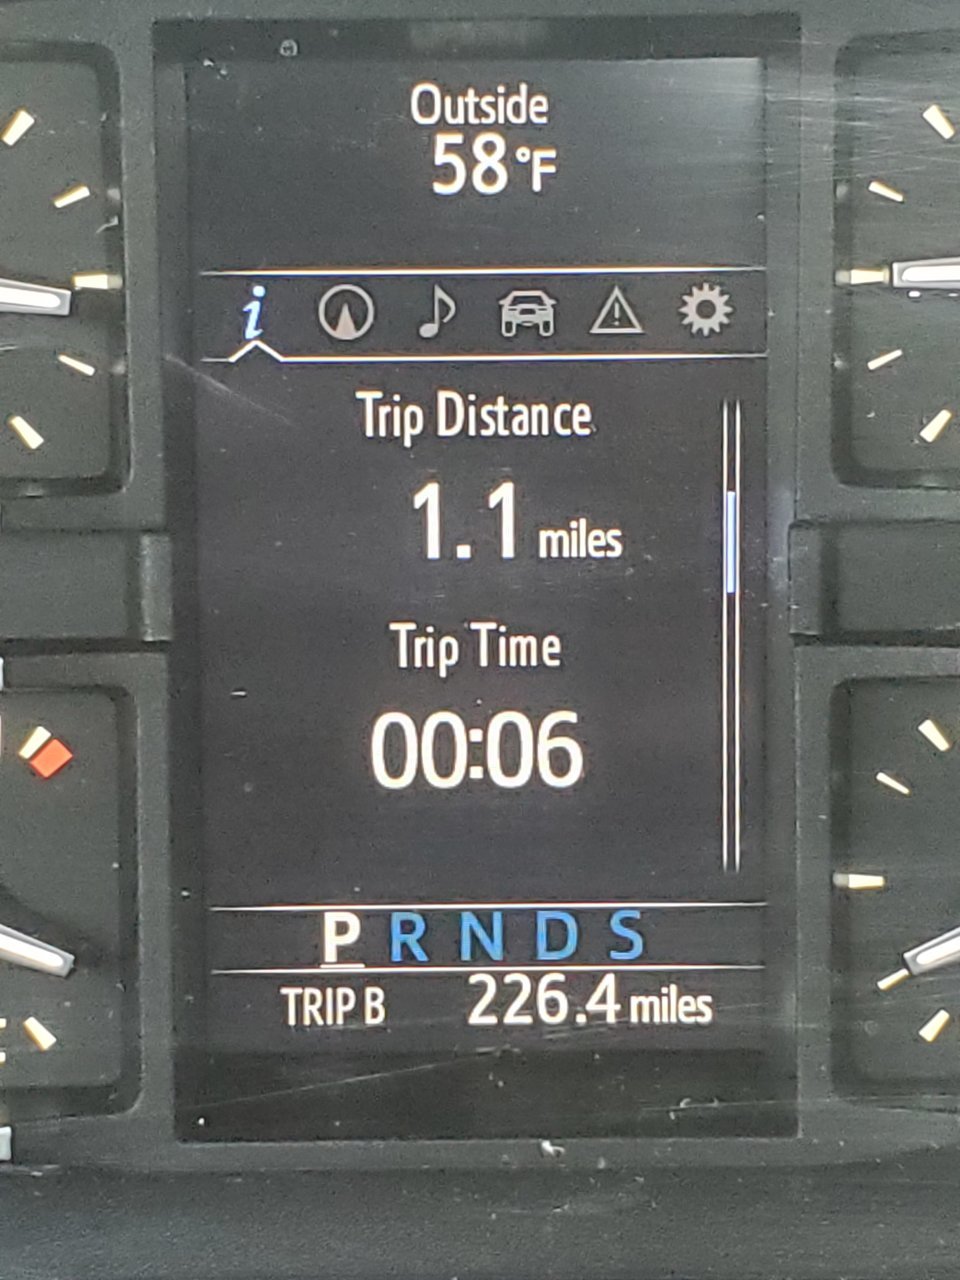 Outside
58°F
i
Trip Distance
1.1 miles
Trip Time
00:06
P R N D S
TRIP B 226.4 miles